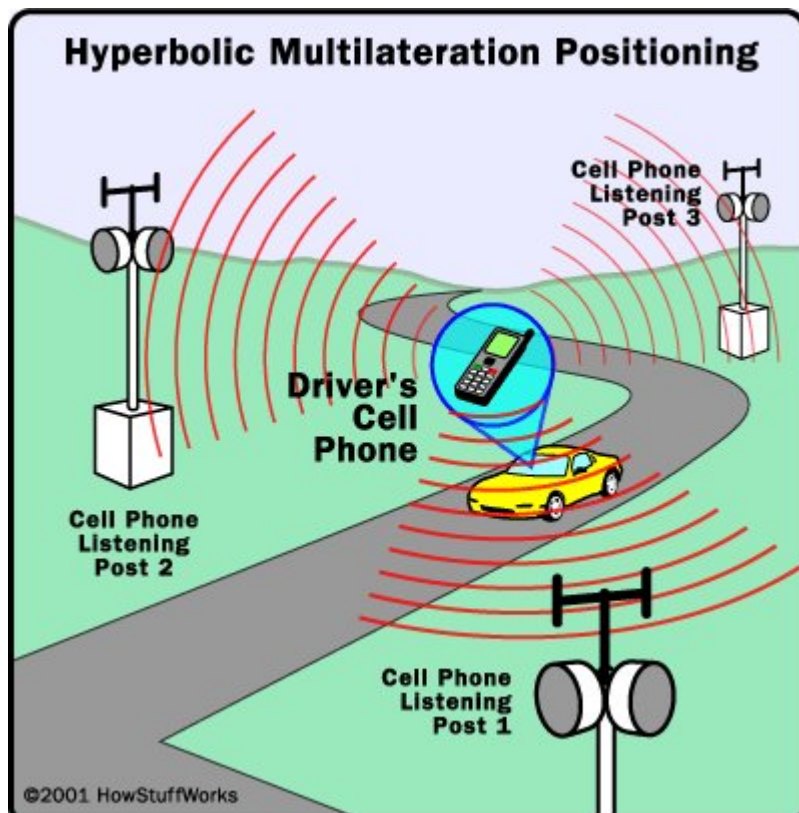 Hyperbolic Multilateration Positioning
Cell Phone
Listening
Post 3
Driver's
Cell
Phone
Cell Phone
Listening
Post 2
Cell Phone
Listening
Post 1
©2001 HowStuffWorks